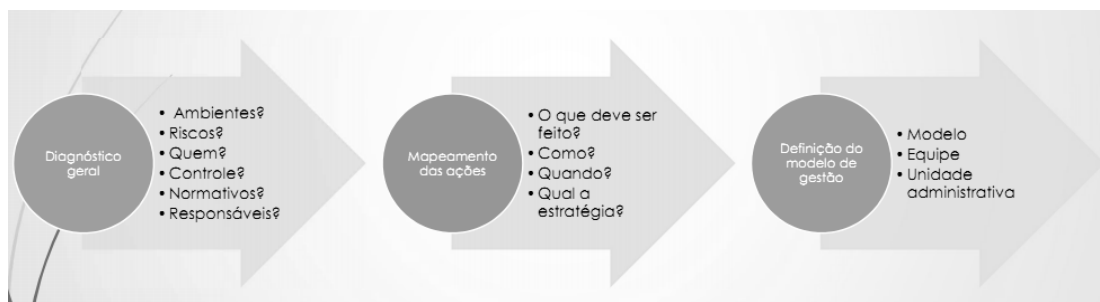 Diagnóstico
geral
• Ambientes?
• Riscos?
• Quem?
• Controle?
• Normativos?
• Responsáveis?
Mapeamento
das ações
• O que deve ser
feito?
• Como?
• Quando?
• Qual a
estratégia?
Definição do
modelo de
gestão
• Modelo
• Equipe
• Unidade
administrativa